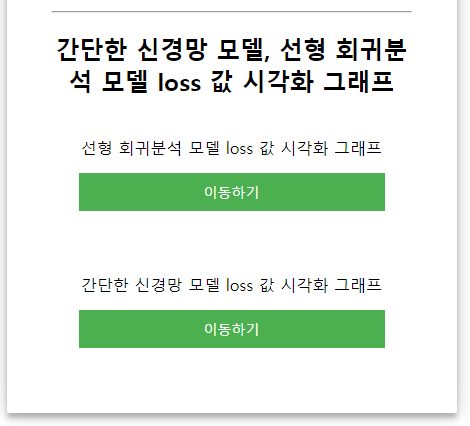 간단한 신경망 모델, 선형 회귀분
석 모델 loss 값 시각화 그래프
선형 회귀분석 모델 loss 값 시각화 그래프
이동하기
간단한 신경망 모델 loss 값 시각화 그래프
이동하기